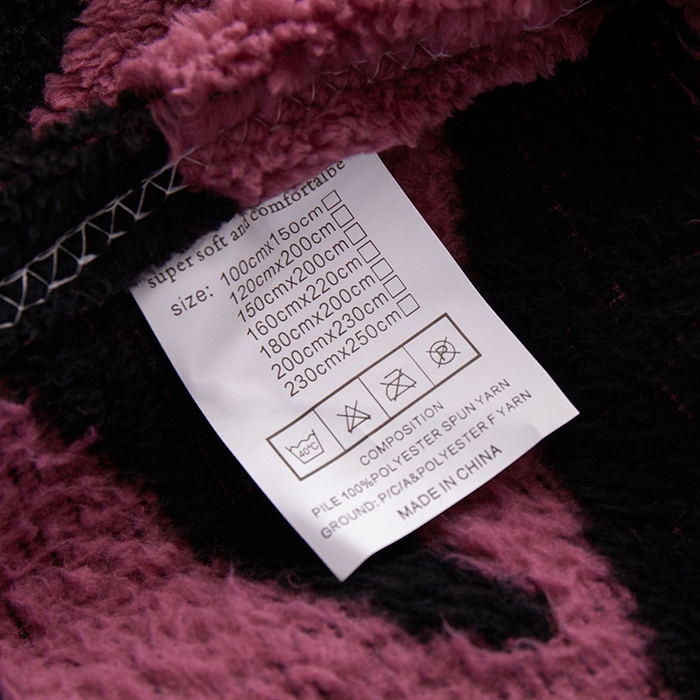 "super soft and comfortalbe
size: 100cmx150cm
120cmx200cm
150cmx200cm
160cmx220cm
180cmx200cm
200cmx230cm
230cmx250cm
40°C P
COMPOSITION
PILE 100%POLYESTER SPUN YARN
GROUND: P/C/A&POLYESTER F YARN
MADE IN CHINA